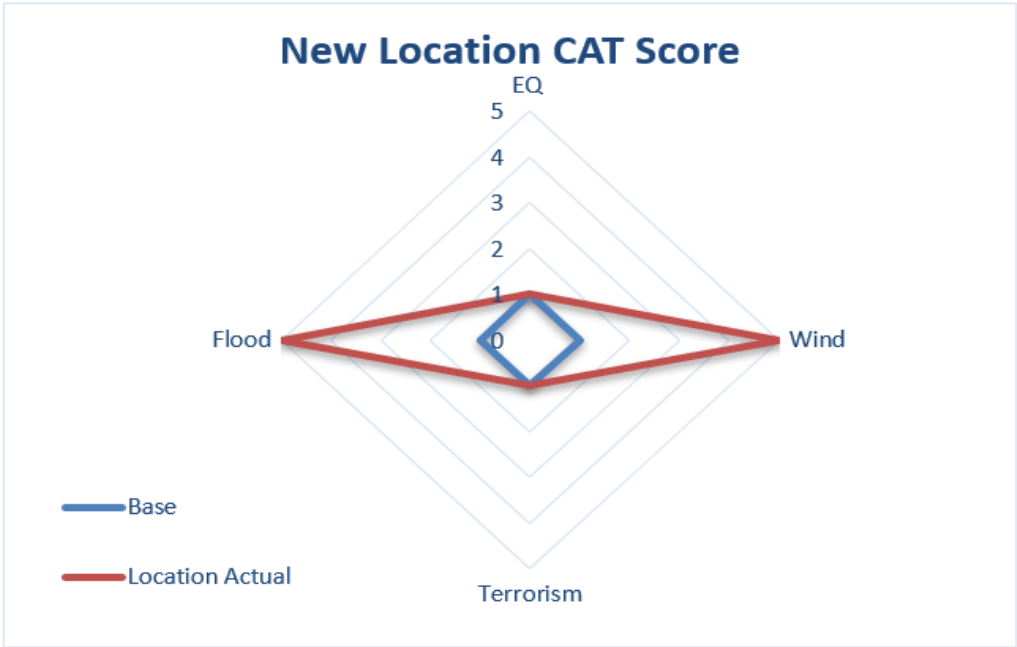 New Location CAT Score
EQ
5
4
3
2
1
0
Flood
Wind
Base
Location Actual
Terrorism